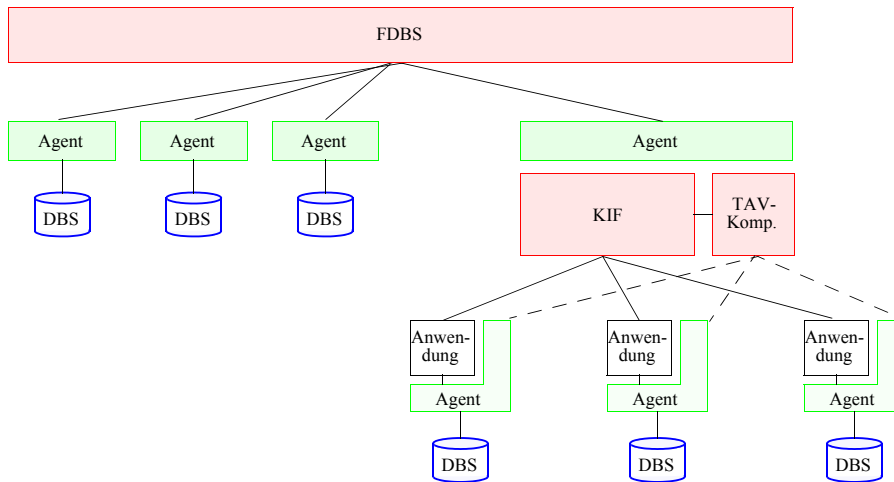 FDBS
Agent
Agent
Agent
Agent
DBS
DBS
DBS
KIF
TAV-
Komp.
Anwen-
dung
Anwen-
dung
Anwen-
dung
Agent
Agent
Agent
DBS
DBS
DBS